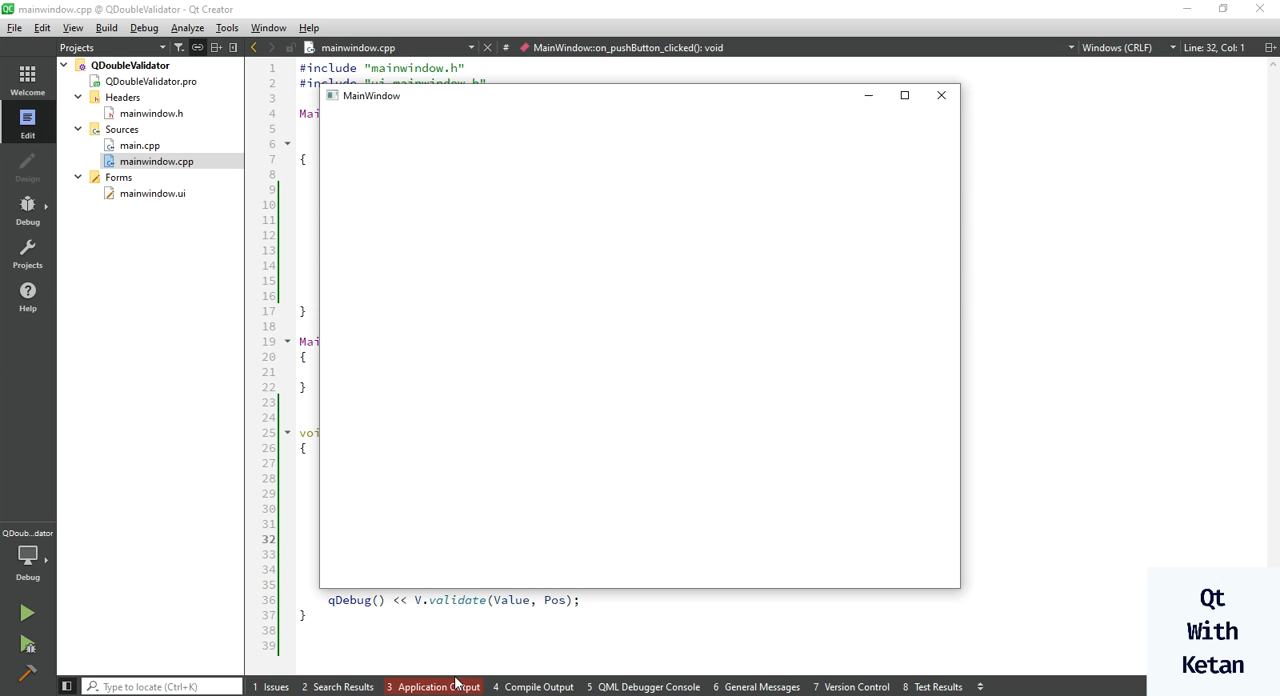 mainwindow.cpp @ QDoubleValidator - Qt Creator
File Edit View Build Debug Analyze Tools Window Help
Projects mainwindow.cpp # MainWindow::on_pushButton_clicked(): void Windows (CRLF) Line: 32, Col: 1
Welcome
Edit
Design
Debug
Projects
Help
QDoub...dator
Debug
QDoubleValidator
QDoubleValidator.pro
Headers
mainwindow.h
Sources
main.cpp
mainwindow.cpp
Forms
mainwindow.ui
1 #include "mainwindow.h"
2 #include "ui_mainwindow.h"
3
4 Mai
5
6
7 {
8
9
10
11
12
13
14
15
16
17 }
18
19 Mai
20 {
21
22 }
23
24
25 voi
26 {
27
28
29
30
31
32
33
34
35
36 qDebug() << V.validate(Value, Pos);
37 }
38
39
MainWindow
Type to locate (Ctrl+K) 1 Issues 2 Search Results 3 Application Output 4 Compile Output 5 QML Debugger Console 6 General Messages 7 Version Control 8 Test Results
Qt
With
Ketan